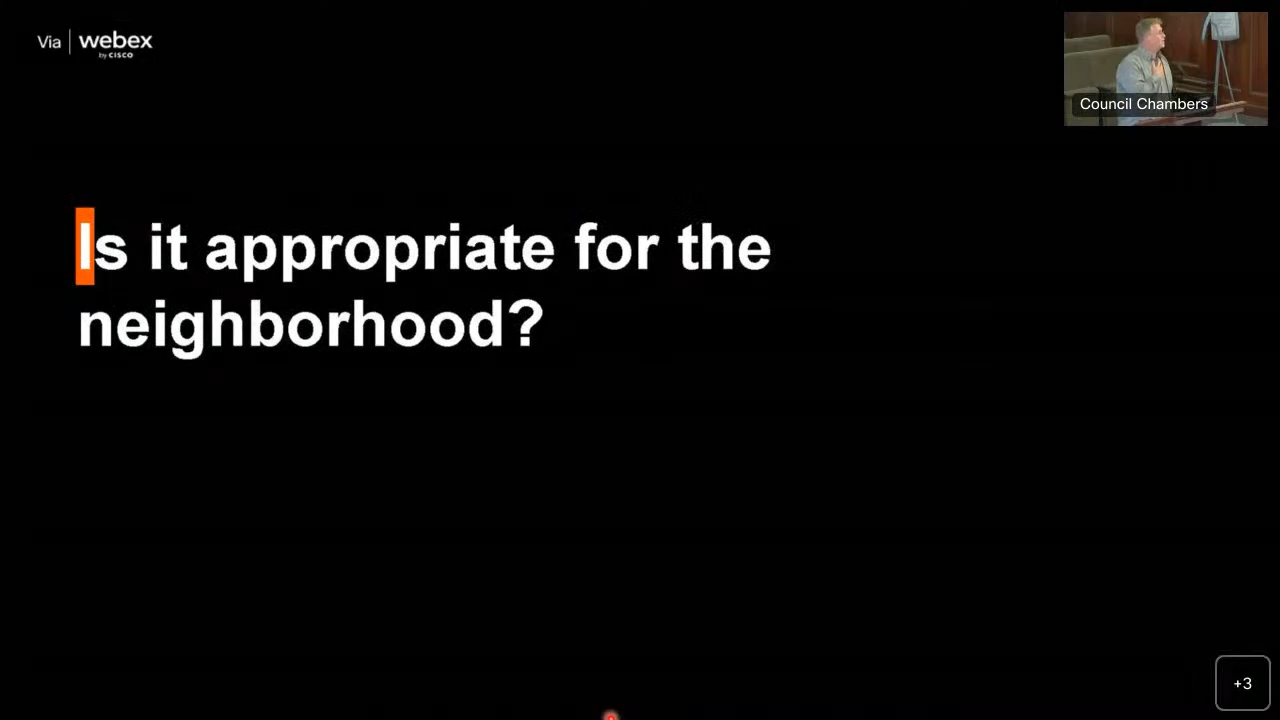 Via webex
by CISCO
Council Chambers
Is it appropriate for the
neighborhood?
+3